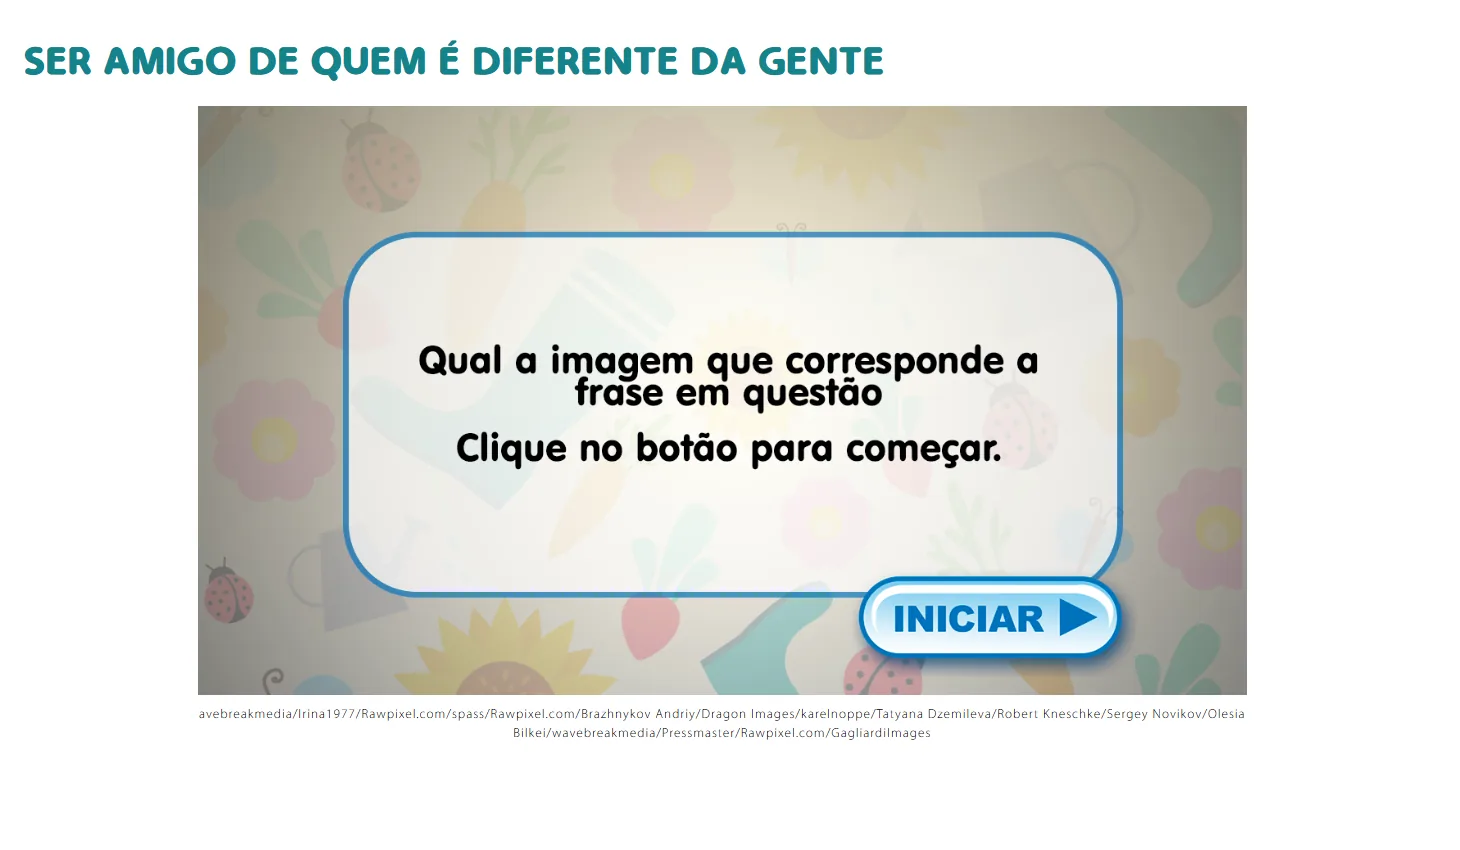 SER AMIGO DE QUEM É DIFERENTE DA GENTE
Qual a imagem que corresponde a
frase em questão
Clique no botão para começar.
INICIAR
avebreakmedia/Irina1977/Rawpixel.com/spass/Rawpixel.com/Brazhnykov Andriy/Dragon Images/karelnoppe/Tatyana Dzemileva/Robert Kneschke/Sergey Novikov/Olesia
Bilkei/wavebreakmedia/Pressmaster/Rawpixel.com/GagliardiImages